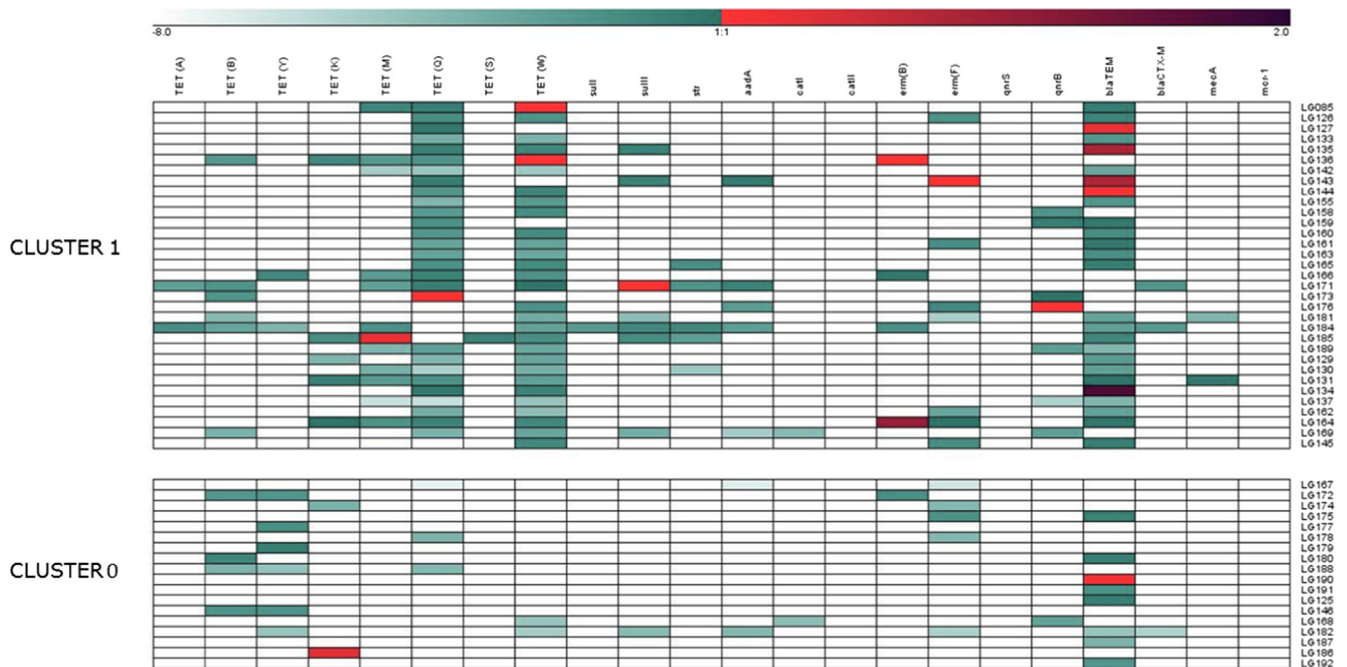 -8.0 1:1 2.0
TET (A) TET (B) TET (Y) TET (K) TET (M) TET (Q) TET (S) TET (W) sulI sulII str aadA catI catII erm(B) erm(F) qnrS qnrB blaTEM blaCTX-M mecA mcr-1
LG085
LG126
LG127
LG133
LG135
LG136
LG142
LG143
LG144
LG155
LG158
LG159
LG160
CLUSTER 1
LG161
LG163
LG165
LG166
LG171
LG173
LG176
LG181
LG184
LG185
LG189
LG129
LG130
LG131
LG134
LG137
LG162
LG164
LG169
LG145
LG167
LG172
LG174
LG175
LG177
LG178
LG179
LG180
CLUSTER 0
LG188
LG190
LG191
LG125
LG146
LG168
LG182
LG187
LG186
LG192